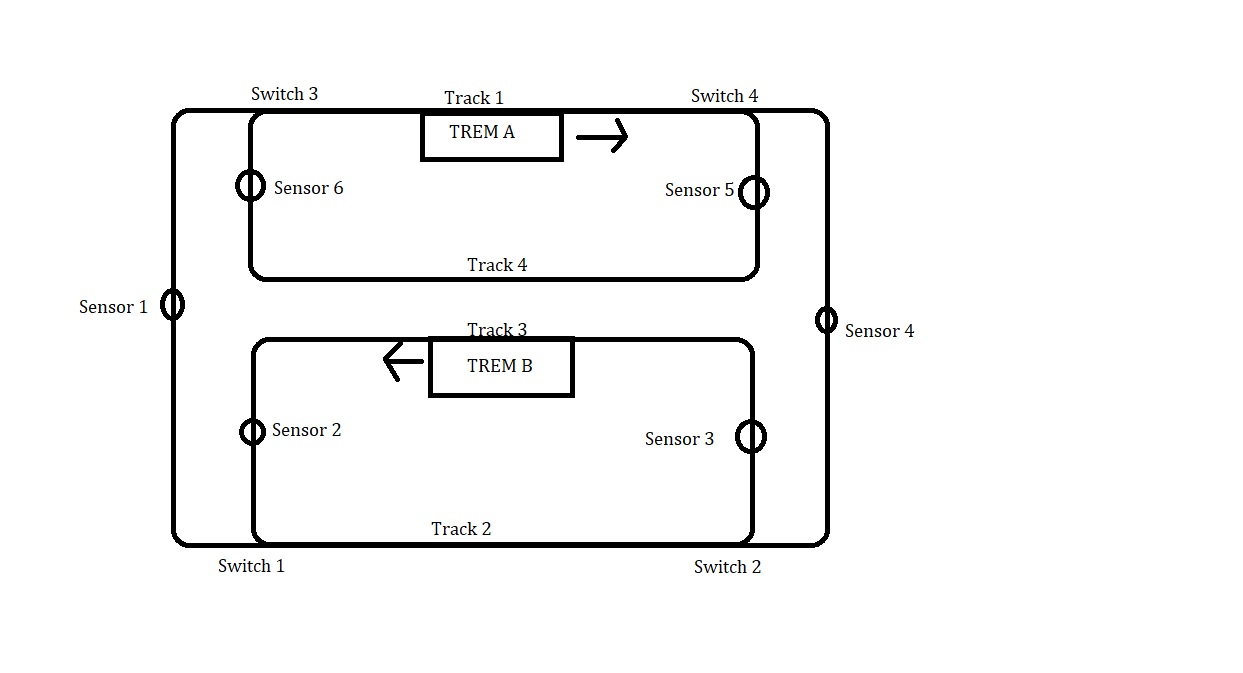 Switch 3
Track 1
Switch 4
TREM A
Sensor 6
Sensor 5
Track 4
Sensor 1
Sensor 4
Track 3
TREM B
Sensor 2
Sensor 3
Track 2
Switch 1
Switch 2